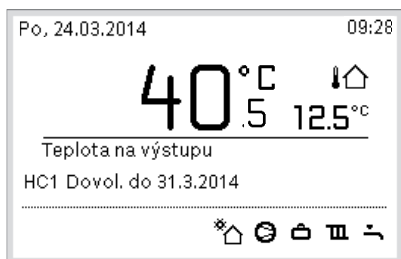 Po, 24.03.2014 09:28
40.5°C 12.5°C
Teplota na výstupu
HC1 Dovol. do 31.3.2014